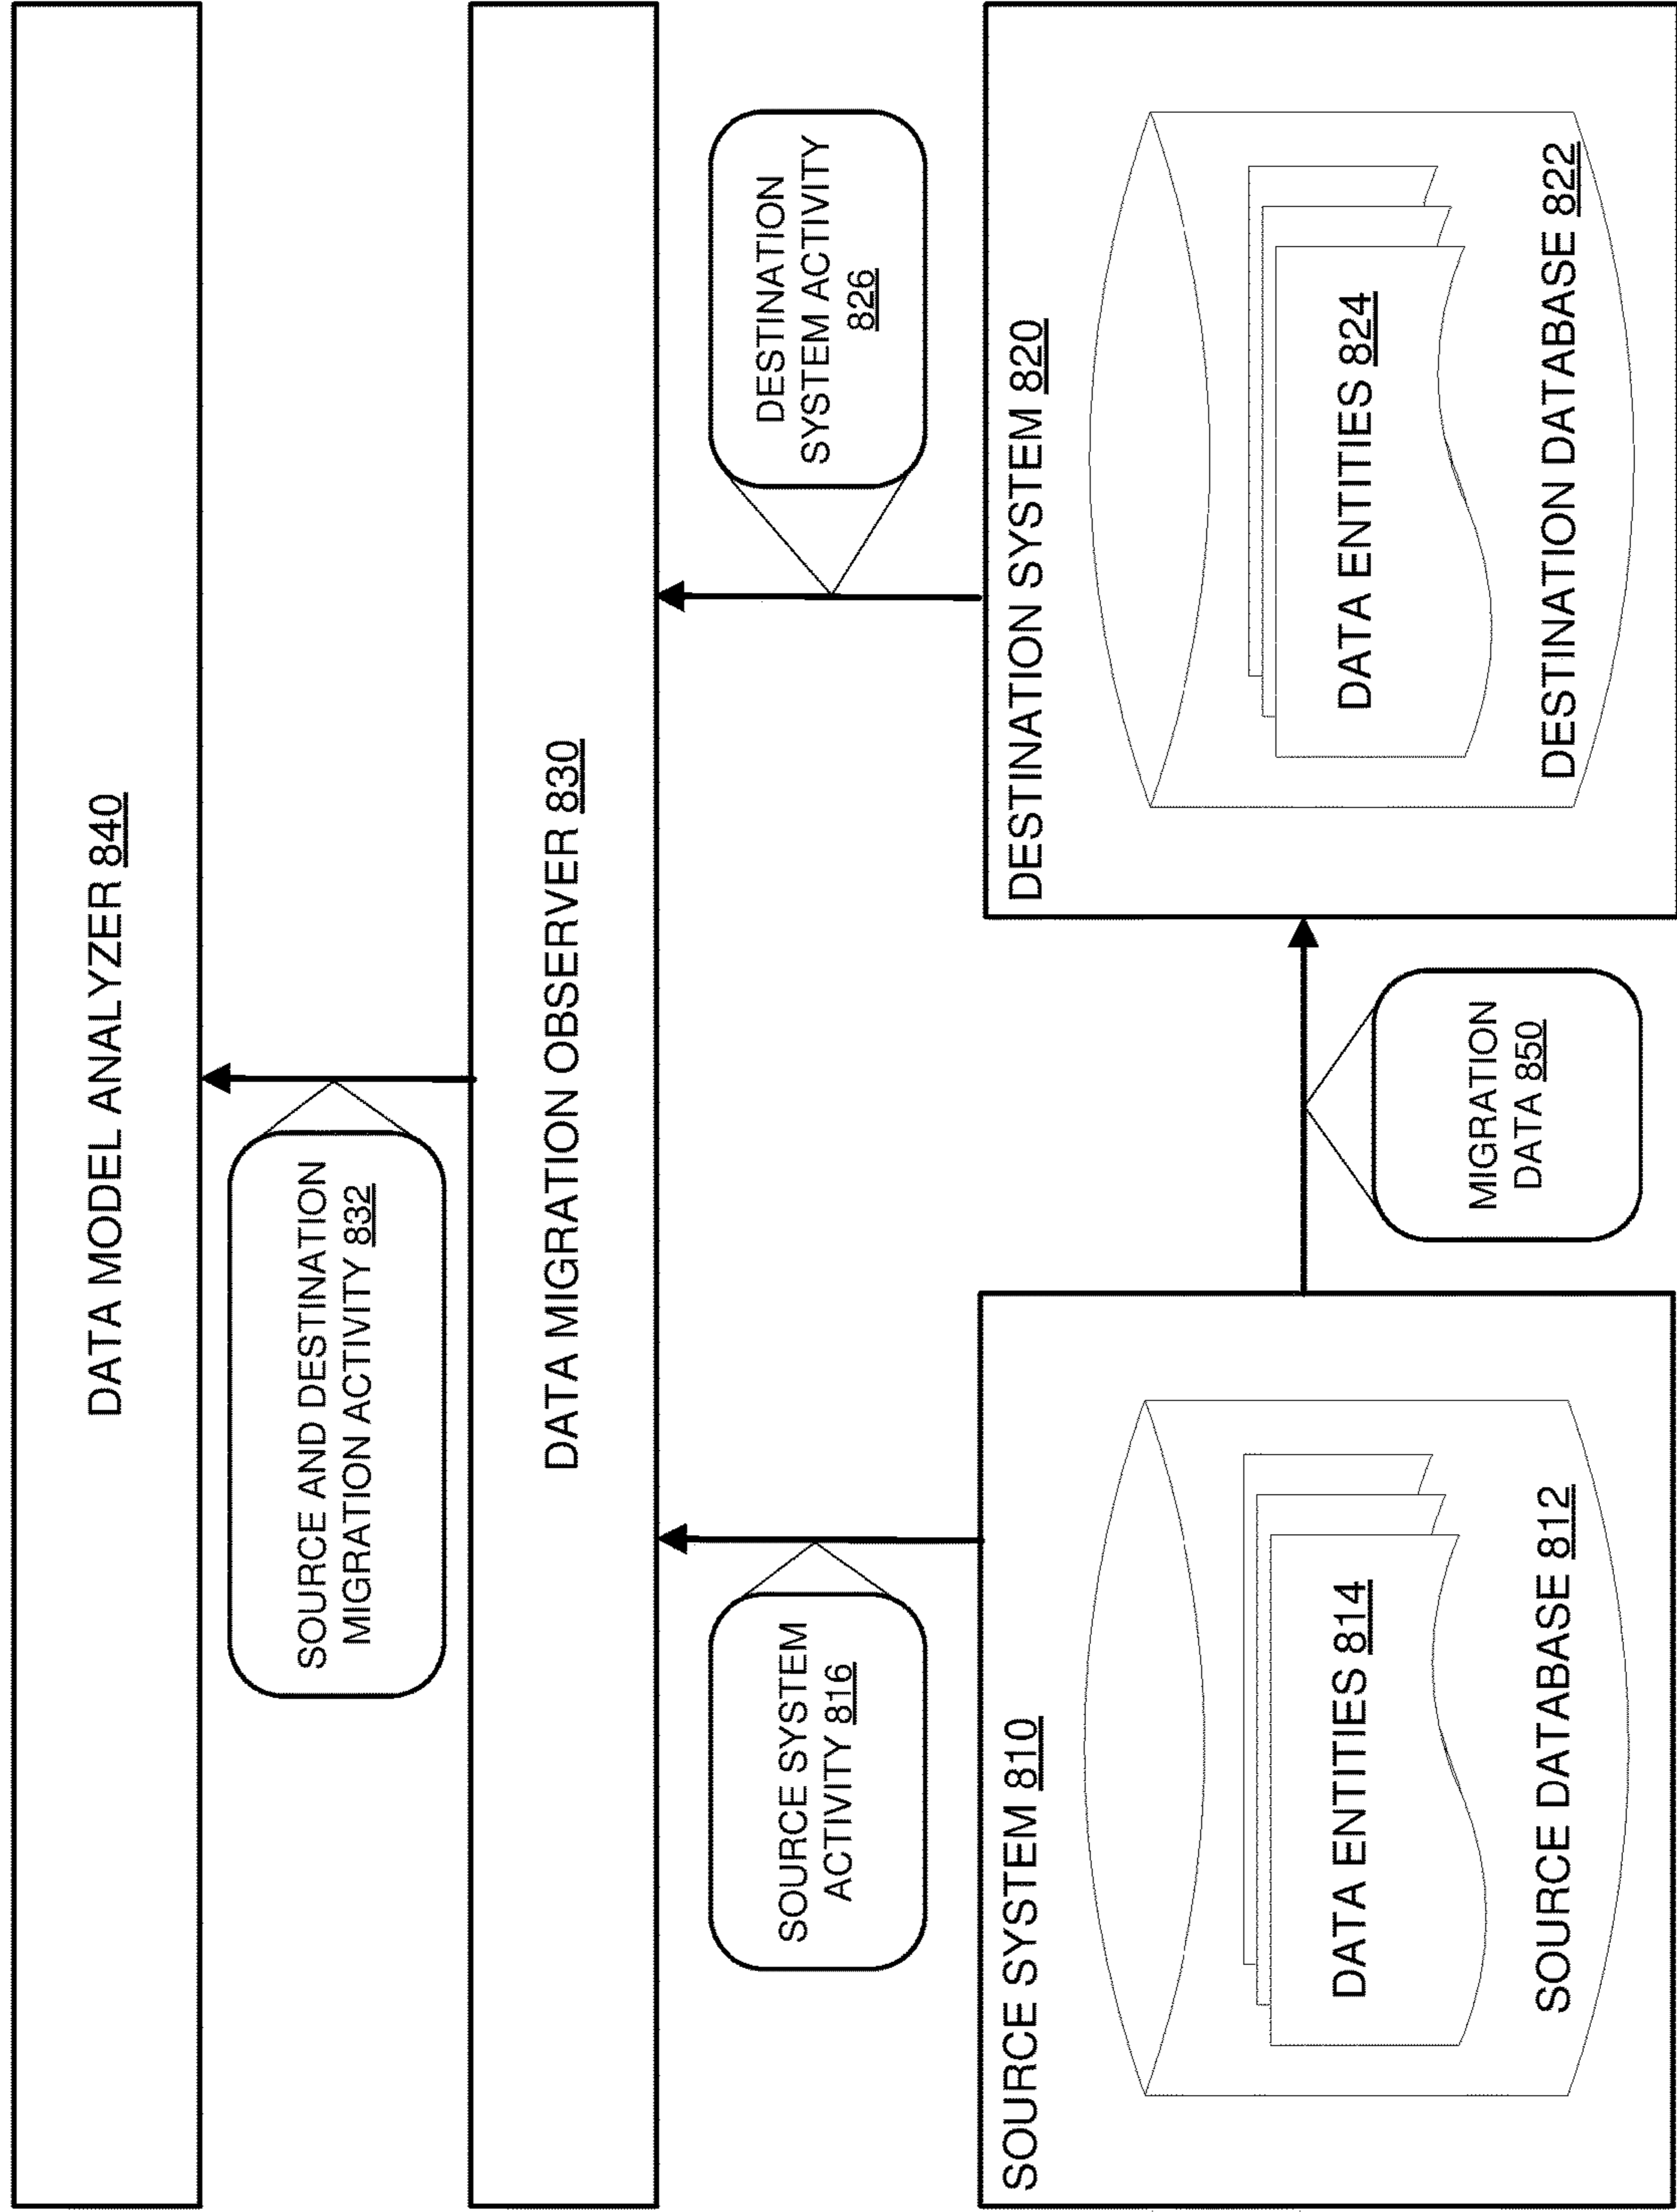 DATA MODEL ANALYZER 840
SOURCE AND DESTINATION
MIGRATION ACTIVITY 832
DATA MIGRATION OBSERVER 830
SOURCE SYSTEM
ACTIVITY 816
DESTINATION
SYSTEM ACTIVITY
826
SOURCE SYSTEM 810
DATA ENTITIES 814
SOURCE DATABASE 812
MIGRATION
DATA 850
DESTINATION SYSTEM 820
DATA ENTITIES 824
DESTINATION DATABASE 822